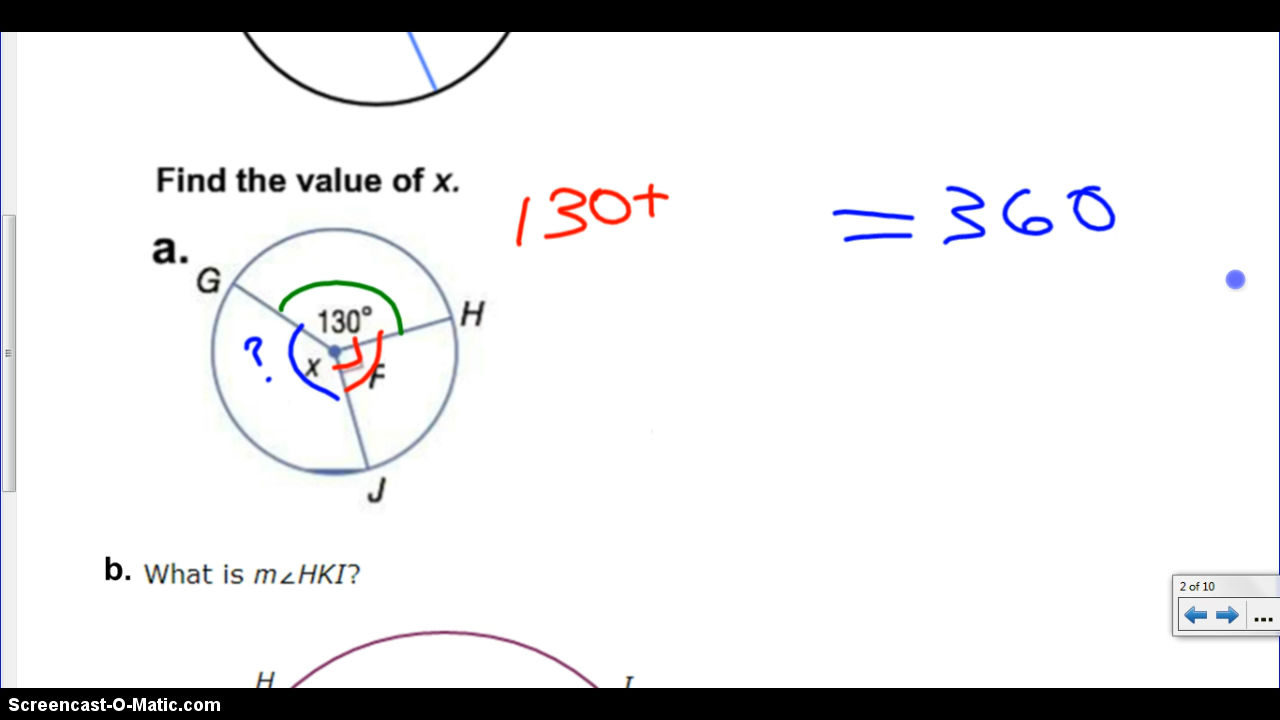 Find the value of x.
130+ = 360
a.
G
H
130°
?
x
F
J
b. What is m∠HKI?
2 of 10
H
I
Screencast-O-Matic.com